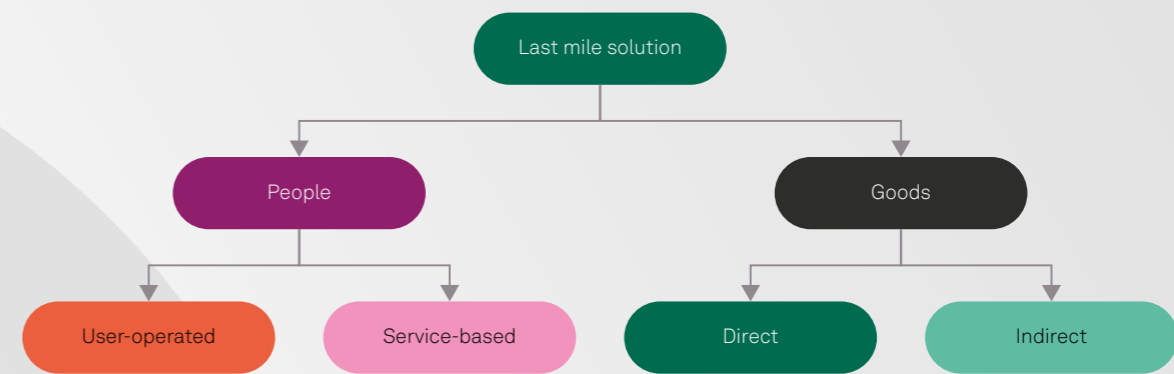 Last mile solution
People
Goods
User-operated
Service-based
Direct
Indirect